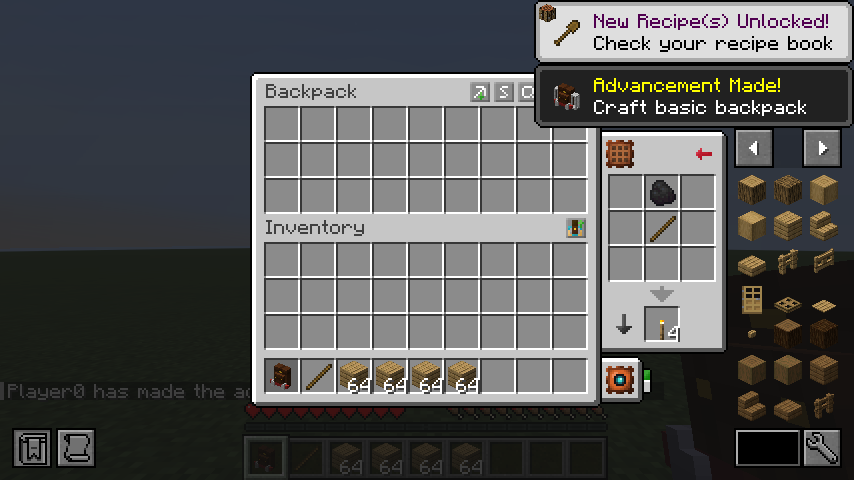 New Recipe(s) Unlocked!
Check your recipe book
Advancement Made!
Craft basic backpack
Backpack
S
Inventory
4
64
64
64
64
Player0 has made the ad
64
64
64
64